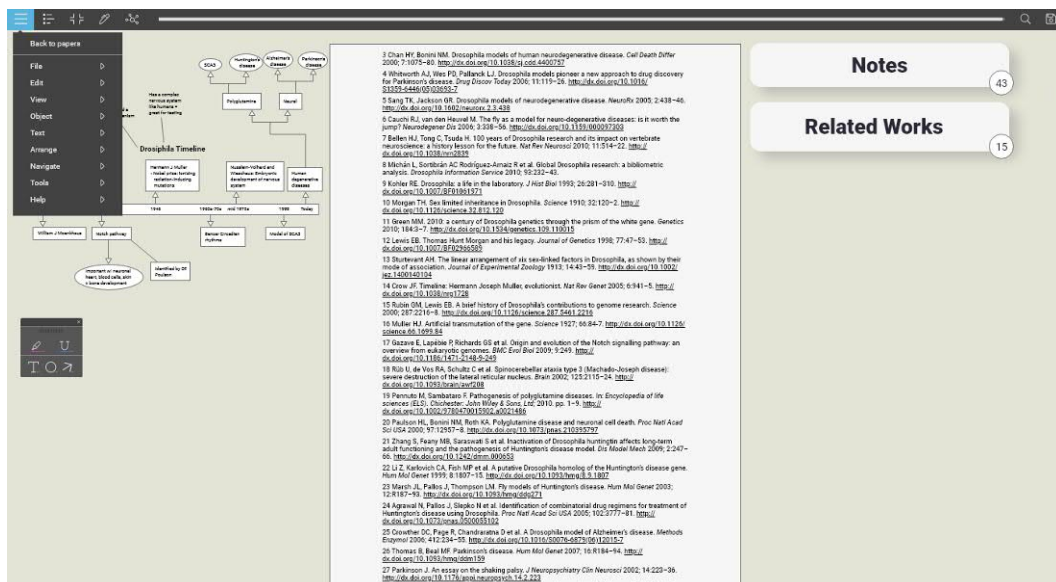 Back to papers
File
Edit
View
Object
Text
Arrange
Navigate
Tools
Help
Has a complex
nervous system
like humans =
great for testing
SCA3
Huntington's
disease
Alzheimer's
disease
Parkinson's
disease
Polyglutamine
Neural
Drosiphila Timeline
Hermann J Muller
- Nobel prize: Ionising
radiation inducing
mutations
Nusslein-Volhard and
Wieschaus: Embryonic
development of nervous
system
Human
degenerative
diseases
1946
1960s-70s
mid 1970s
1998
Today
William J Moenkhaus
Notch pathway
Benzer Circadian
rhythms
Model of SCA3
Important w/ neuronal
heart, blood cells, skin
+ bone development
Identified by DF
Poulson
3 Chan HY, Bonini NM. Drosophila models of human neurodegenerative disease. Cell Death Differ
2000; 7:1075–80. http://dx.doi.org/10.1038/sj.cdd.4400757
4 Whitworth AJ, Wes PD, Pallanck LJ. Drosophila models pioneer a new approach to drug discovery
for Parkinson's disease. Drug Discov Today 2006; 11:119–26. http://dx.doi.org/10.1016/
S1359-6446(05)03693-7
5 Sang TK, Jackson GR. Drosophila models of neurodegenerative disease. NeuroRx 2005; 2:438–46.
http://dx.doi.org/10.1602/neurorx.2.3.438
6 Cauchi RJ, van den Heuvel M. The fly as a model for neuro-degenerative diseases: is it worth the
jump? Neurodegener Dis 2006; 3:338–56. http://dx.doi.org/10.1159/000097303
7 Bellen HJ, Tong C, Tsuda H. 100 years of Drosophila research and its impact on vertebrate
neuroscience: a history lesson for the future. Nat Rev Neurosci 2010; 11:514–22. http://
dx.doi.org/10.1038/nrn2839
8 Michán L, Sortibrán AC Rodríguez-Arnaiz R et al. Global Drosophila research: a bibliometric
analysis. Drosophila Information Service 2010; 93:232–43.
9 Kohler RE. Drosophila: a life in the laboratory. J Hist Biol 1993; 26:281–310. http://
dx.doi.org/10.1007/BF01061971
10 Morgan TH. Sex limited inheritance in Drosophila. Science 1910; 32:120–2. http://
dx.doi.org/10.1126/science.32.812.120
11 Green MM. 2010: a century of Drosophila genetics through the prism of the white gene. Genetics
2010; 184:3–7. http://dx.doi.org/10.1534/genetics.109.110015
12 Lewis EB. Thomas Hunt Morgan and his legacy. Journal of Genetics 1998; 77:47–53. http://
dx.doi.org/10.1007/BF02966589
13 Sturtevant AH. The linear arrangement of six sex-linked factors in Drosophila, as shown by their
mode of association. Journal of Experimental Zoology 1913; 14:43–59. http://dx.doi.org/10.1002/
jez.1400140104
14 Crow JF. Timeline: Hermann Joseph Muller, evolutionist. Nat Rev Genet 2005; 6:941–5. http://
dx.doi.org/10.1038/nrg1728
15 Rubin GM, Lewis EB. A brief history of Drosophila's contributions to genome research. Science
2000; 287:2216–8. http://dx.doi.org/10.1126/science.287.5461.2216
16 Muller HJ. Artificial transmutation of the gene. Science 1927; 66:84-7. http://dx.doi.org/10.1126/
science.66.1699.84
17 Gazave E, Lapébie P, Richards GS et al. Origin and evolution of the Notch signalling pathway: an
overview from eukaryotic genomes. BMC Evol Biol 2009; 9:249. http://
dx.doi.org/10.1186/1471-2148-9-249
18 Rüb U, de Vos RA, Schultz C et al. Spinocerebellar ataxia type 3 (Machado-Joseph disease):
severe destruction of the lateral reticular nucleus. Brain 2002; 125:2115–24. http://
dx.doi.org/10.1093/brain/awf208
19 Pennuto M, Sambataro F. Pathogenesis of polyglutamine diseases. In: Encyclopedia of life
sciences (ELS). Chichester: John Wiley & Sons, Ltd; 2010. pp. 1–9. http://
dx.doi.org/10.1002/9780470015902.a0021486
20 Paulson HL, Bonini NM, Roth KA. Polyglutamine disease and neuronal cell death. Proc Natl Acad
Sci USA 2000; 97:12957–8. http://dx.doi.org/10.1073/pnas.210395797
21 Zhang S, Feany MB, Saraswati S et al. Inactivation of Drosophila huntingtin affects long-term
adult functioning and the pathogenesis of Huntington's disease model. Dis Model Mech 2009; 2:247–
66. http://dx.doi.org/10.1242/dmm.000653
22 Li Z, Karlovich CA, Fish MP et al. A putative Drosophila homolog of the Huntington's disease gene.
Hum Mol Genet 1999; 8:1807–15. http://dx.doi.org/10.1093/hmg/8.9.1807
23 Marsh JL, Pallos J, Thompson LM. Fly models of Huntington's disease. Hum Mol Genet 2003;
12:R187–93. http://dx.doi.org/10.1093/hmg/ddg271
24 Agrawal N, Pallos J, Slepko N et al. Identification of combinatorial drug regimens for treatment of
Huntington's disease using Drosophila. Proc Natl Acad Sci USA 2005; 102:3777–81. http://
dx.doi.org/10.1073/pnas.0500055102
25 Crowther DC, Page R, Chandraratna D et al. A Drosophila model of Alzheimer's disease. Methods
Enzymol 2006; 412:234–55. http://dx.doi.org/10.1016/S0076-6879(06)12015-7
26 Thomas B, Beal MF. Parkinson's disease. Hum Mol Genet 2007; 16:R184–94. http://
dx.doi.org/10.1093/hmg/ddm159
27 Parkinson J. An essay on the shaking palsy. J Neuropsychiatry Clin Neurosci 2002; 14:223–36.
http://dx.doi.org/10.1176/appi.neuropsych.14.2.223
Notes
43
Related Works
15